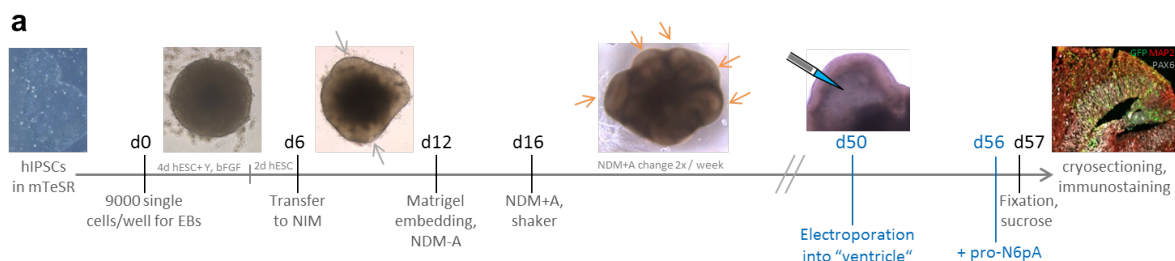 a
GFP MAP2
PAX6
d0
d6
d12
d16
d50
d56
d57
4d hESC+ Y, bFGF
2d hESC
NDM+A change 2x / week
hIPSCs
in mTeSR
9000 single
cells/well for EBs
Transfer
to NIM
Matrigel
embedding,
NDM-A
NDM+A,
shaker
Electroporation
into "ventricle"
+ pro-N6pA
Fixation,
sucrose
cryosectioning,
immunostaining